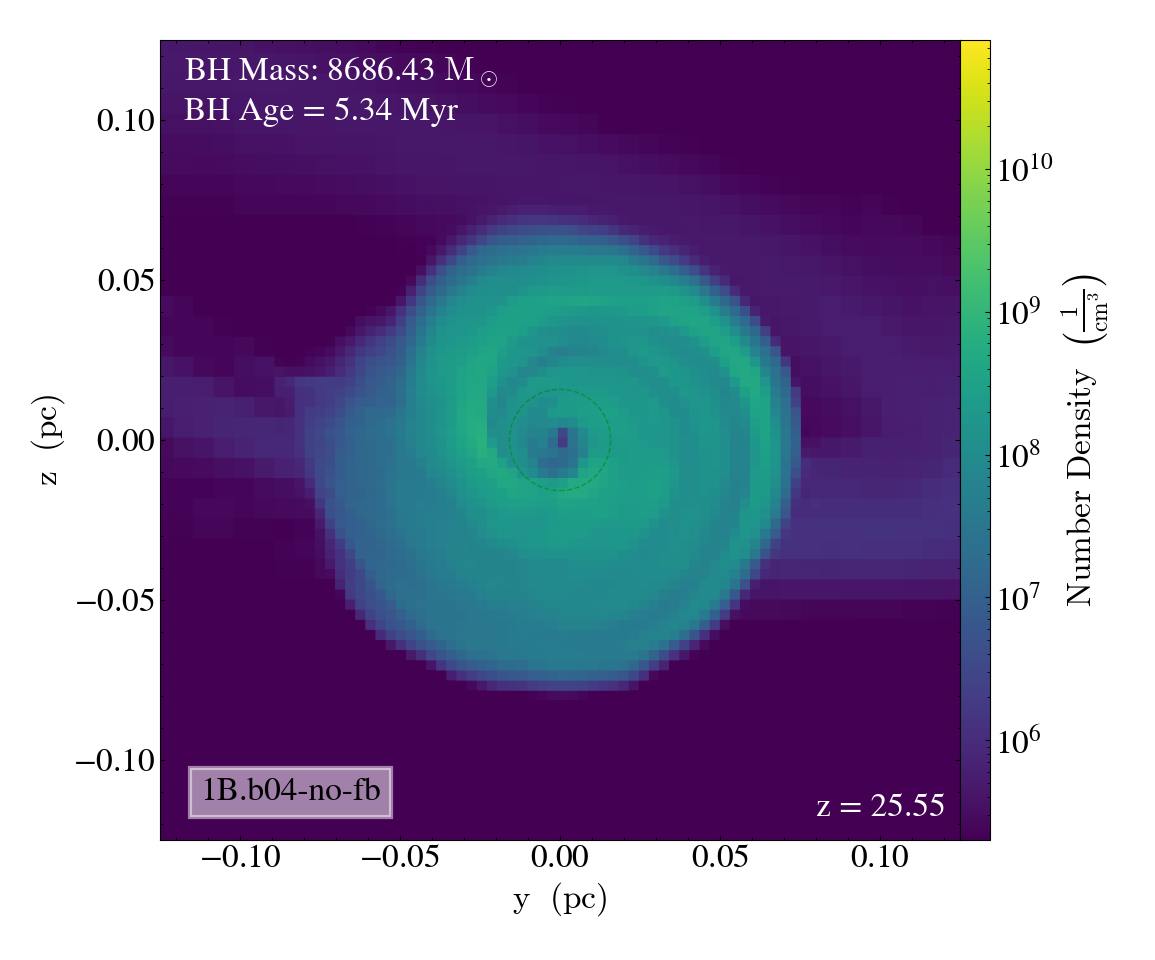 BH Mass: 8686.43 M⊙
BH Age = 5.34 Myr
0.10
0.05
0.00
−0.05
−0.10
z (pc)
1B.b04-no-fb
z = 25.55
−0.10
−0.05
0.00
0.05
0.10
y (pc)
10¹⁰
10⁹
10⁸
10⁷
10⁶
Number Density (1/cm³)